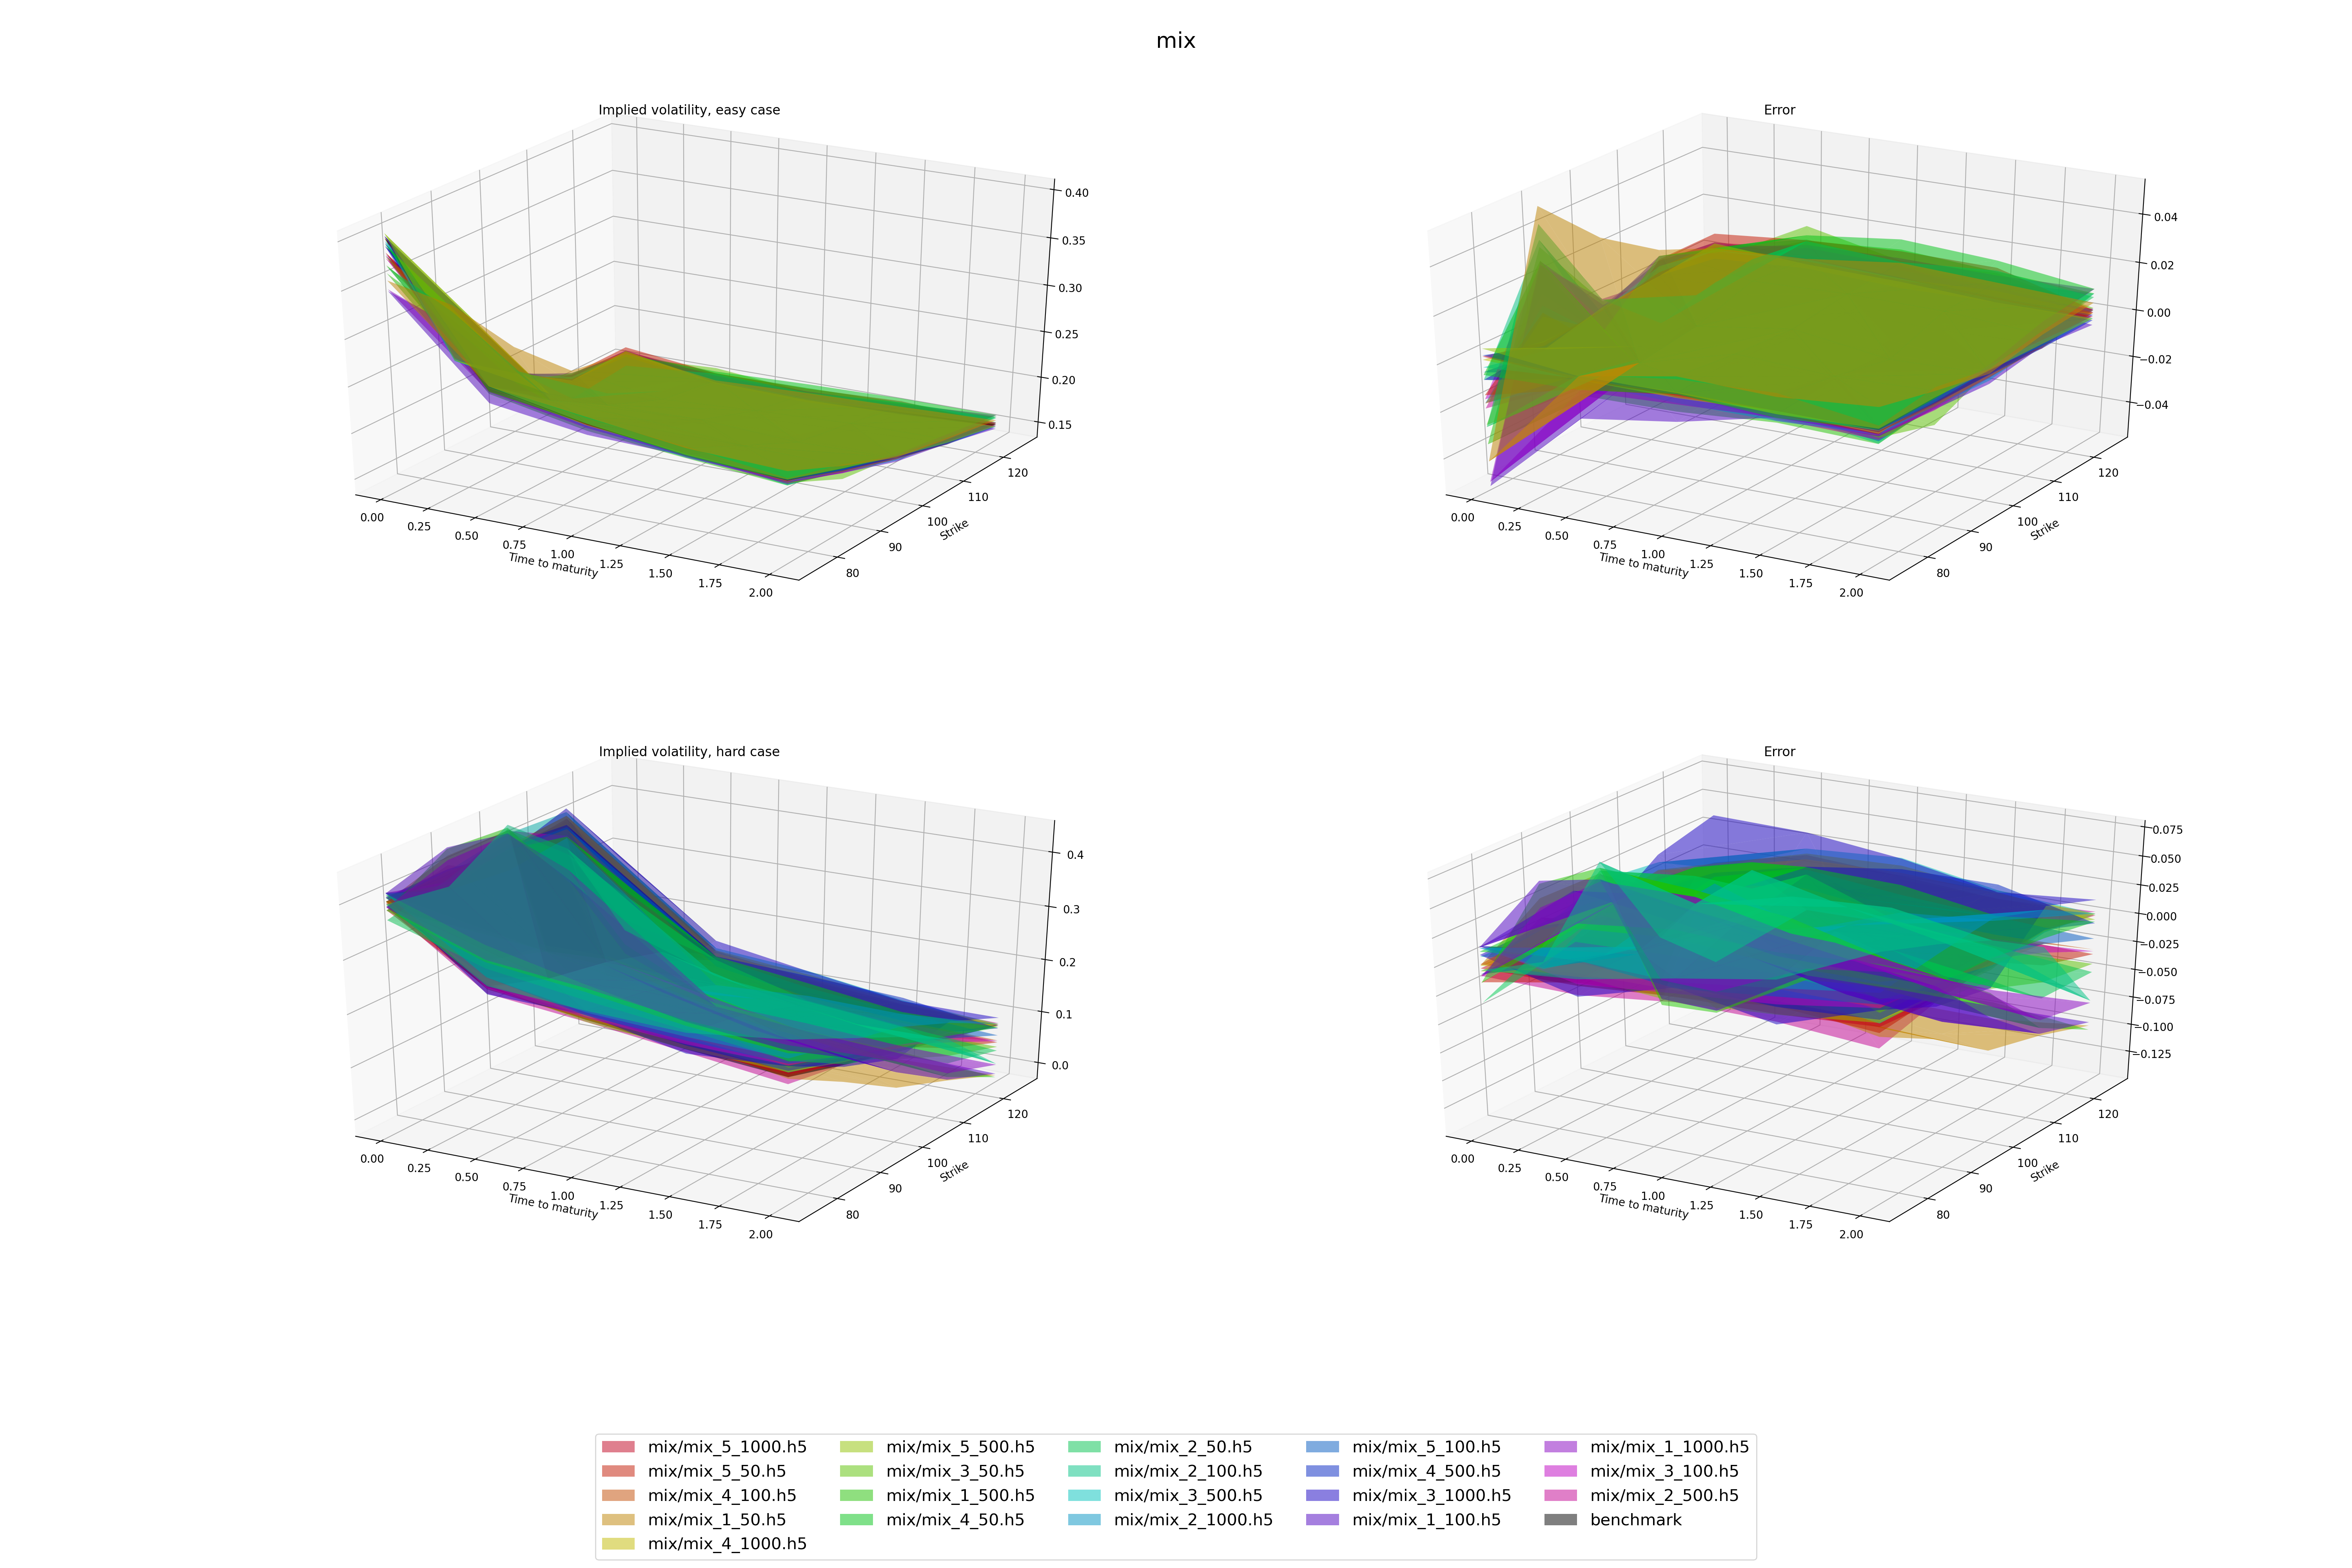 mix
Implied volatility, easy case
0.40
0.35
0.30
0.25
0.20
0.15
120
110
100
90
80
Strike
0.00
0.25
0.50
0.75
1.00
1.25
1.50
1.75
2.00
Time to maturity
Error
0.04
0.02
0.00
−0.02
−0.04
120
110
100
90
80
Strike
0.00
0.25
0.50
0.75
1.00
1.25
1.50
1.75
2.00
Time to maturity
Implied volatility, hard case
0.4
0.3
0.2
0.1
0.0
120
110
100
90
80
Strike
0.00
0.25
0.50
0.75
1.00
1.25
1.50
1.75
2.00
Time to maturity
Error
0.075
0.050
0.025
0.000
−0.025
−0.050
−0.075
−0.100
−0.125
120
110
100
90
80
Strike
0.00
0.25
0.50
0.75
1.00
1.25
1.50
1.75
2.00
Time to maturity
mix/mix_5_1000.h5
mix/mix_5_50.h5
mix/mix_4_100.h5
mix/mix_1_50.h5
mix/mix_4_1000.h5
mix/mix_5_500.h5
mix/mix_3_50.h5
mix/mix_1_500.h5
mix/mix_4_50.h5
mix/mix_2_50.h5
mix/mix_2_100.h5
mix/mix_3_500.h5
mix/mix_2_1000.h5
mix/mix_5_100.h5
mix/mix_4_500.h5
mix/mix_3_1000.h5
mix/mix_1_100.h5
mix/mix_1_1000.h5
mix/mix_3_100.h5
mix/mix_2_500.h5
benchmark